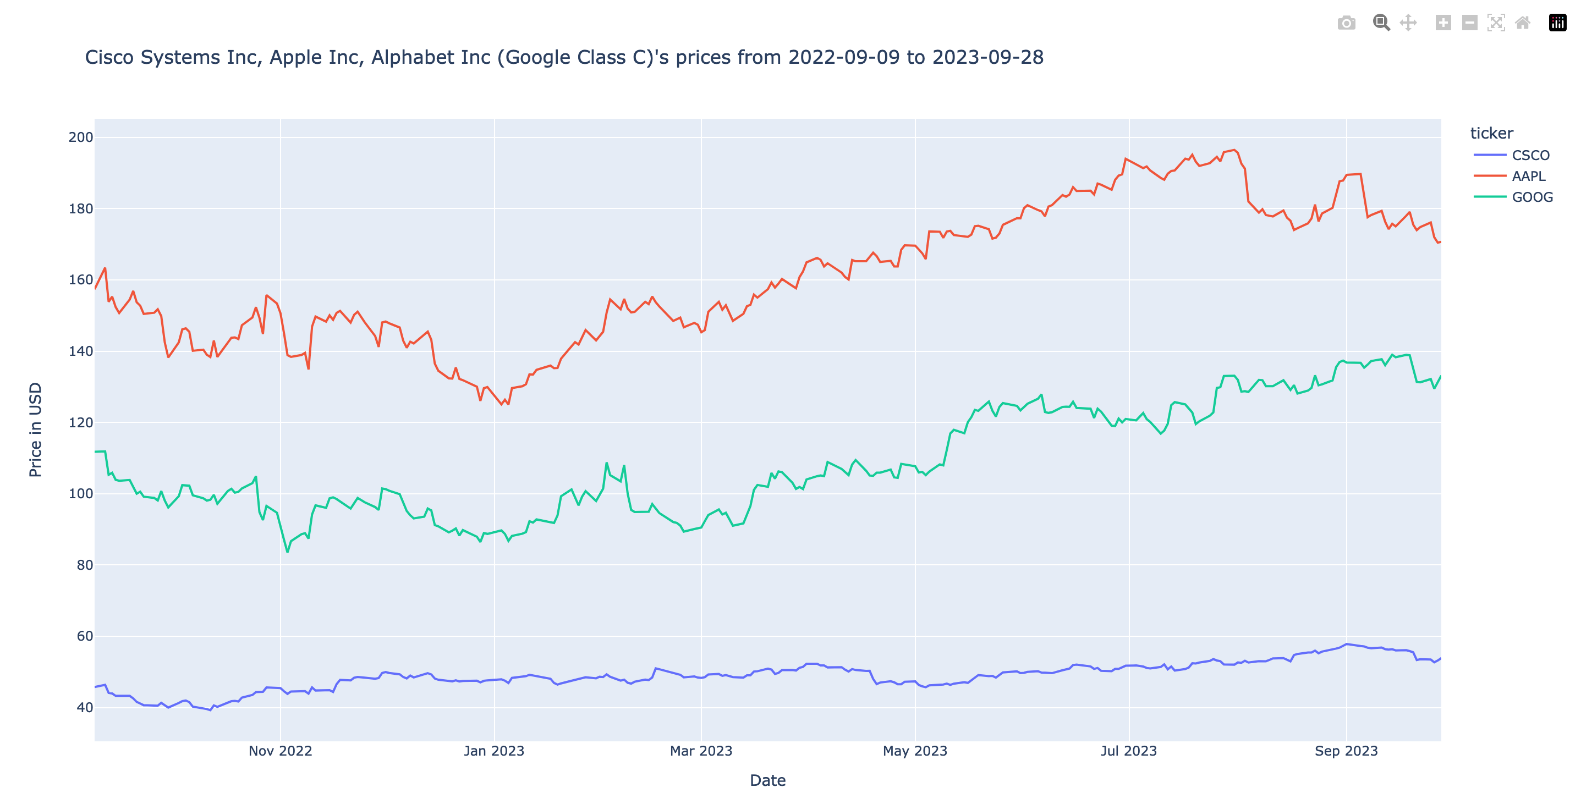 Cisco Systems Inc, Apple Inc, Alphabet Inc (Google Class C)'s prices from 2022-09-09 to 2023-09-28
200
180
160
140
120
100
80
60
40
Price in USD
Nov 2022
Jan 2023
Mar 2023
May 2023
Jul 2023
Sep 2023
Date
ticker
CSCO
AAPL
GOOG